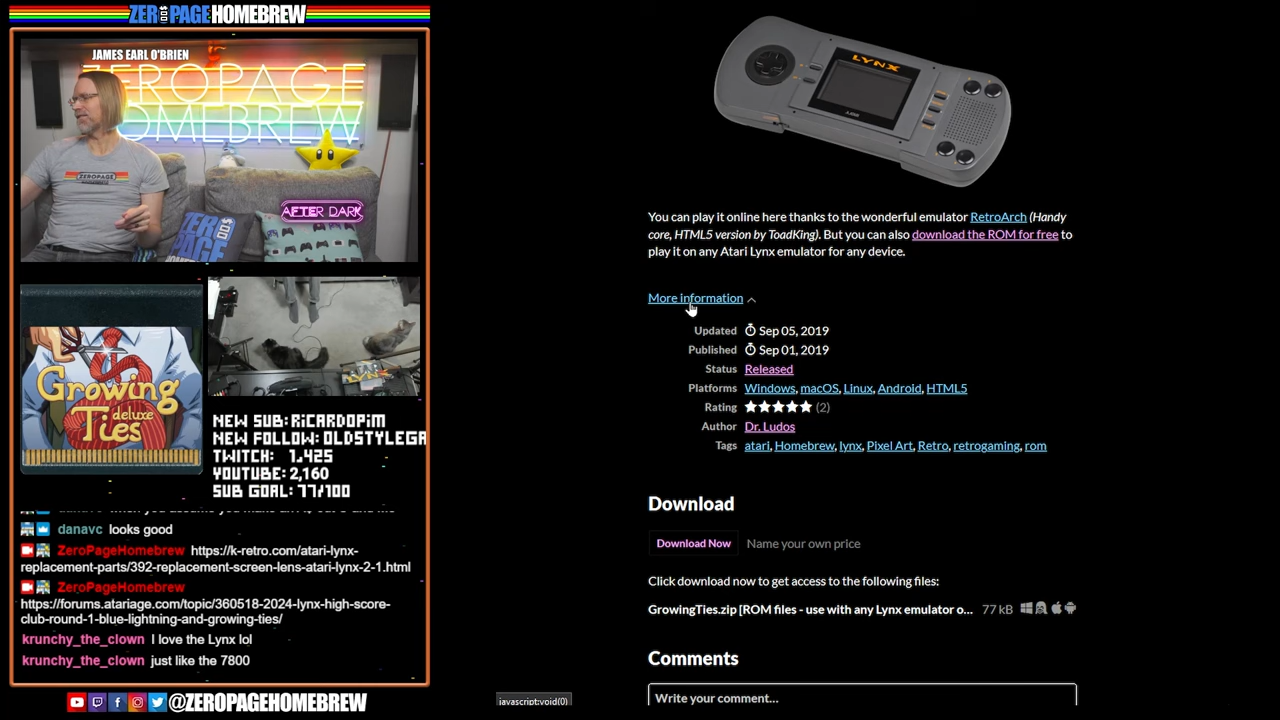 ZEROPAGE HOMEBREW
JAMES EARL O'BRIEN
ZEROPAGE
HOMEBREW
ZEROPAGE
AFTER DARK
Growing
deluxe
Ties
NEW SUB: RICARDOPIM
NEW FOLLOW: OLDSTYLEGA
TWITCH: 1,425
YOUTUBE: 2,160
SUB GOAL: 77/100
danavc looks good
ZeroPageHomebrew https://k-retro.com/atari-lynx-
replacement-parts/392-replacement-screen-lens-atari-lynx-2-1.html
ZeroPageHomebrew
https://forums.atariage.com/topic/360518-2024-lynx-high-score-
club-round-1-blue-lightning-and-growing-ties/
krunchy_the_clown I love the Lynx lol
krunchy_the_clown just like the 7800
@ZEROPAGEHOMEBREW
LYNX
You can play it online here thanks to the wonderful emulator RetroArch (Handy
core, HTML5 version by ToadKing). But you can also download the ROM for free to
play it on any Atari Lynx emulator for any device.
More information
Updated Sep 05, 2019
Published Sep 01, 2019
Status Released
Platforms Windows, macOS, Linux, Android, HTML5
Rating (2)
Author Dr. Ludos
Tags atari, Homebrew, lynx, Pixel Art, Retro, retrogaming, rom
Download
Download Now Name your own price
Click download now to get access to the following files:
GrowingTies.zip [ROM files - use with any Lynx emulator o... 77 kB
Comments
Write your comment...
javascript:void(0)